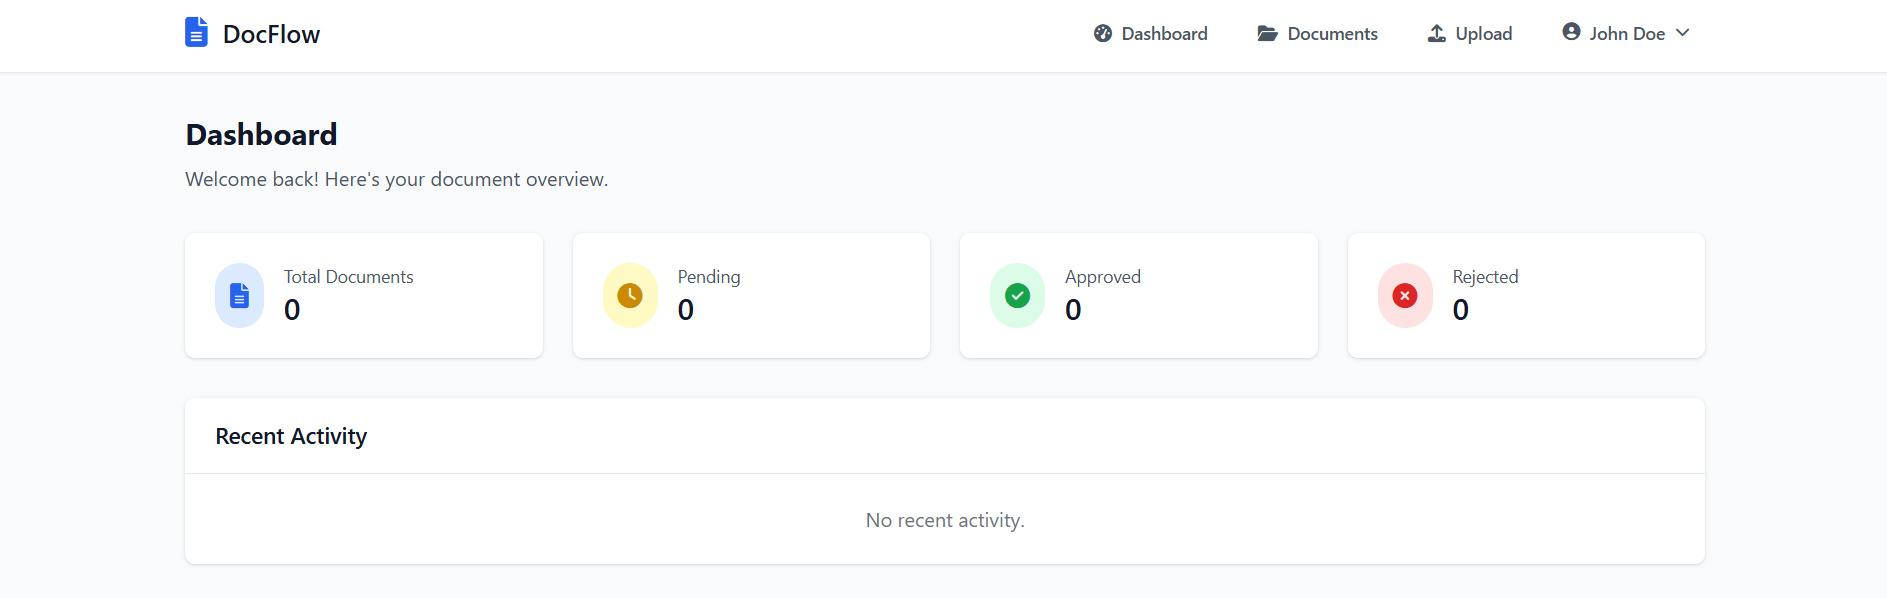 DocFlow
Dashboard
Documents
Upload
John Doe
Dashboard
Welcome back! Here's your document overview.
Total Documents
0
Pending
0
Approved
0
Rejected
0
Recent Activity
No recent activity.